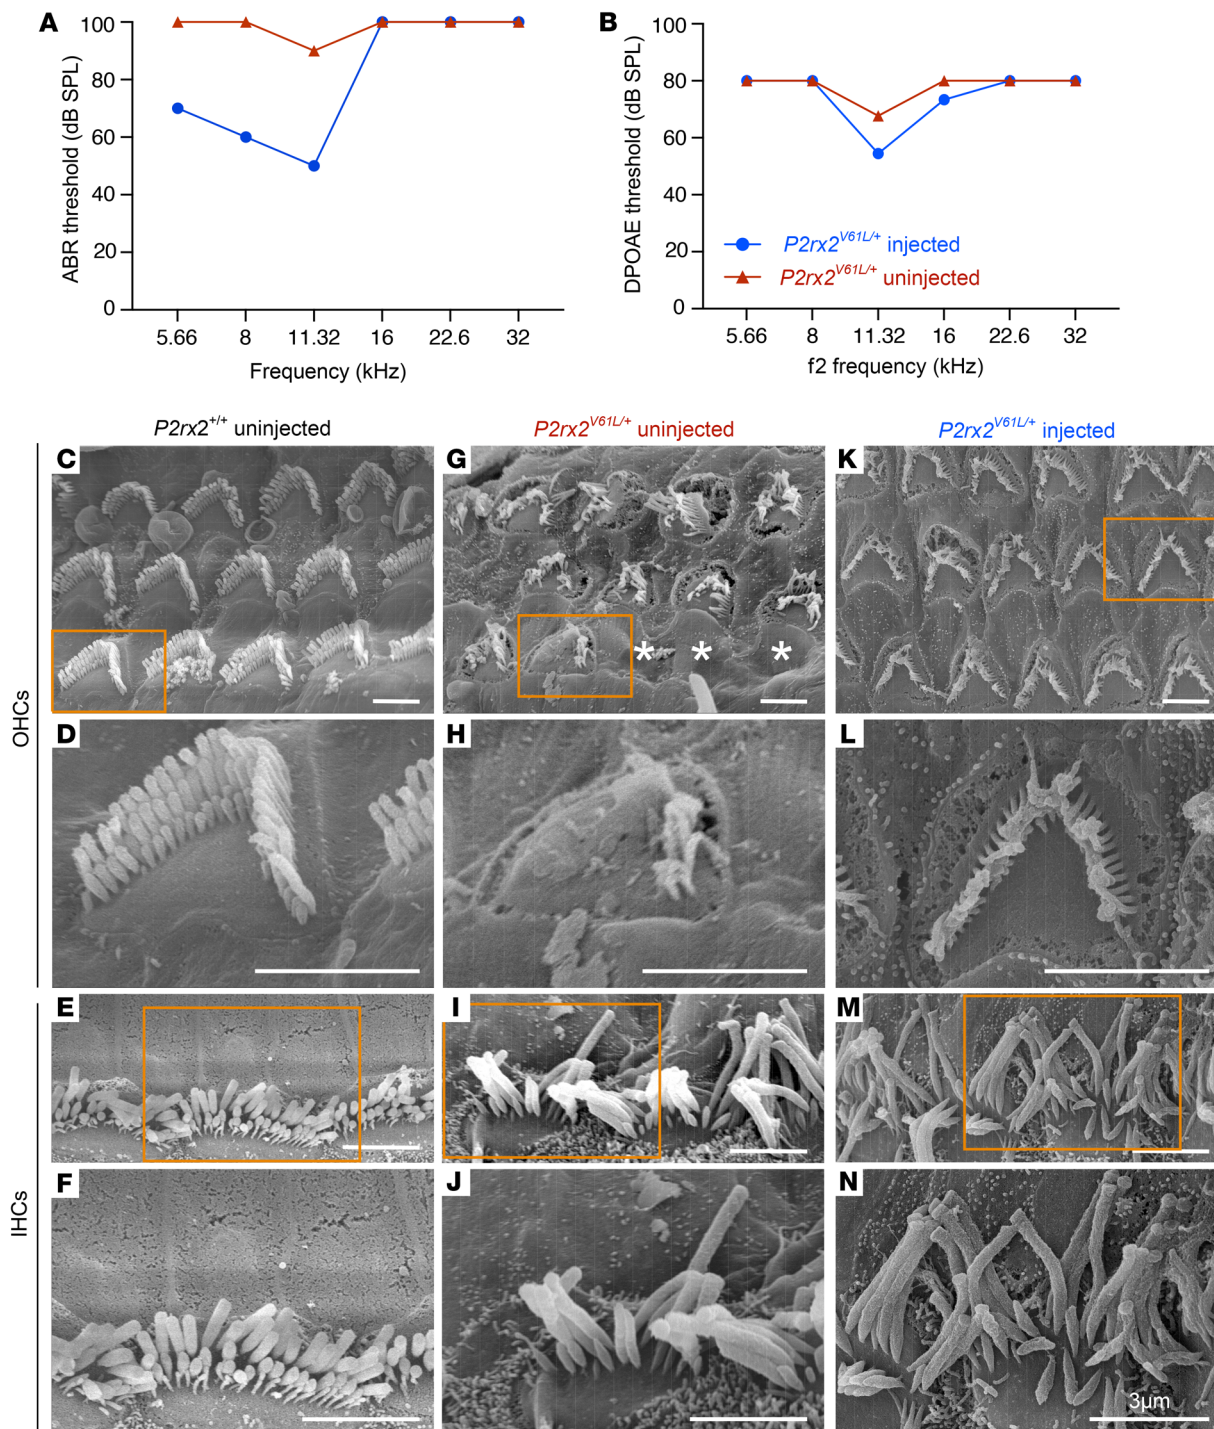 A
ABR threshold (dB SPL)
100
80
60
40
20
0
5.66 8 11.32 16 22.6 32
Frequency (kHz)
B
DPOAE threshold (dB SPL)
100
80
60
40
20
0
P2rx2V61L/+ injected
P2rx2V61L/+ uninjected
5.66 8 11.32 16 22.6 32
f2 frequency (kHz)
P2rx2+/+ uninjected
P2rx2V61L/+ uninjected
P2rx2V61L/+ injected
OHCs
C
G
* * *
K
D
H
L
IHCs
E
I
M
F
J
N
3µm